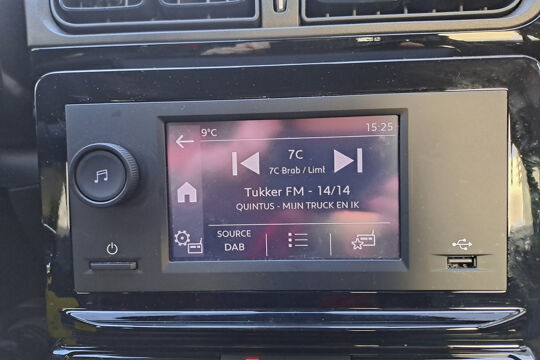 9°C 15:25
7C
7C Brab / Limb
Tukker FM - 14/14
QUINTUS - MIJN TRUCK EN IK
SOURCE
DAB